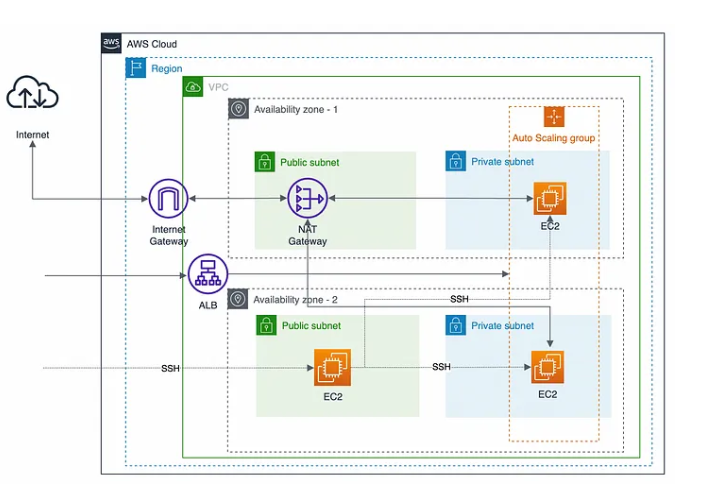 aws
AWS Cloud
Region
VPC
Availability zone - 1
Auto Scaling group
Internet
Public subnet
Private subnet
Internet
Gateway
NAT
Gateway
EC2
ALB
Availability zone - 2
SSH
Public subnet
Private subnet
SSH
SSH
EC2
EC2